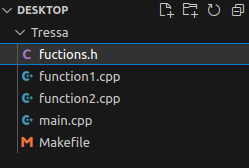 DESKTOP
Tressa
C fuctions.h
C++ function1.cpp
C++ function2.cpp
C++ main.cpp
M Makefile